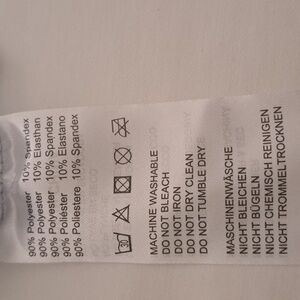 90% Polyester 10% Spandex
90% Polyester 10% Elasthan
90% Polyester 10% Spandex
90% Poliéster 10% Elastano
90% Poliestere 10% Spandex
30
MACHINE WASHABLE
DO NOT BLEACH
DO NOT IRON
DO NOT DRY CLEAN
DO NOT TUMBLE DRY
MASCHINENWÄSCHE
NICHT BLEICHEN
NICHT BÜGELN
NICHT CHEMISCH REINIGEN
NICHT TROMMELTROCKNEN